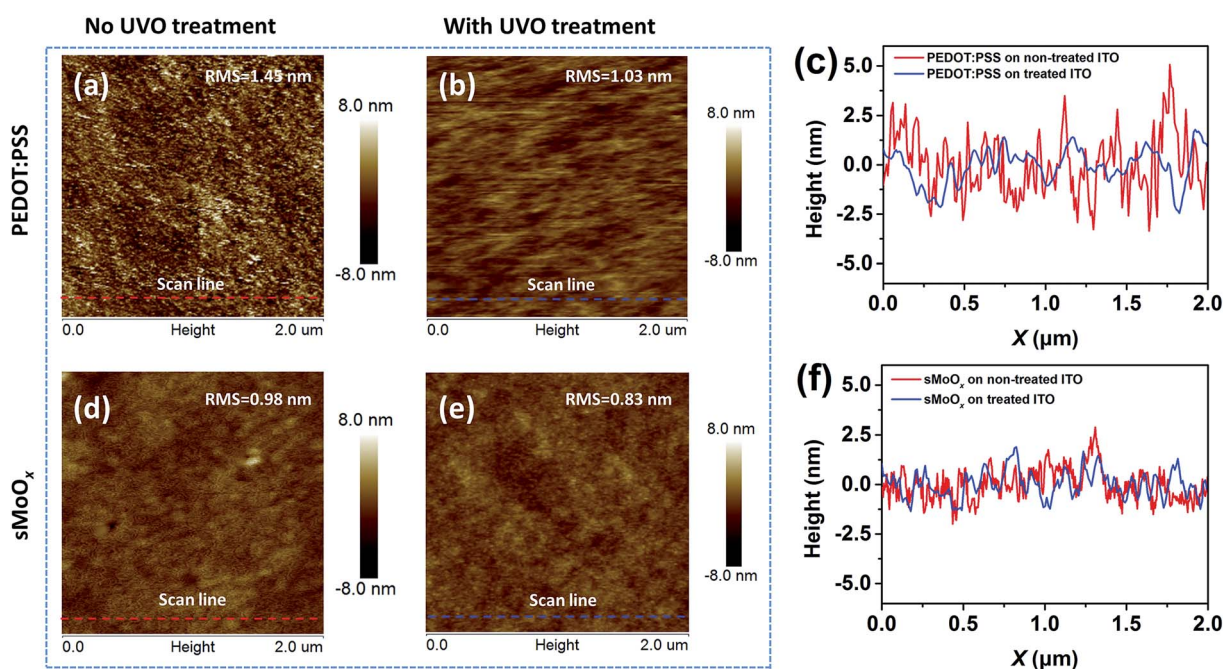 No UVO treatment
With UVO treatment
PEDOT:PSS
(a)
RMS=1.45 nm
Scan line
0.0 Height 2.0 um
8.0 nm
-8.0 nm
(b)
RMS=1.03 nm
Scan line
0.0 Height 2.0 um
8.0 nm
-8.0 nm
(c)
PEDOT:PSS on non-treated ITO
PEDOT:PSS on treated ITO
Height (nm)
5.0
2.5
0.0
-2.5
-5.0
0.0 0.5 1.0 1.5 2.0
X (µm)
sMoOₓ
(d)
RMS=0.98 nm
Scan line
0.0 Height 2.0 um
8.0 nm
-8.0 nm
(e)
RMS=0.83 nm
Scan line
0.0 Height 2.0 um
8.0 nm
-8.0 nm
(f)
sMoOₓ on non-treated ITO
sMoOₓ on treated ITO
Height (nm)
5.0
2.5
0.0
-2.5
-5.0
0.0 0.5 1.0 1.5 2.0
X (µm)